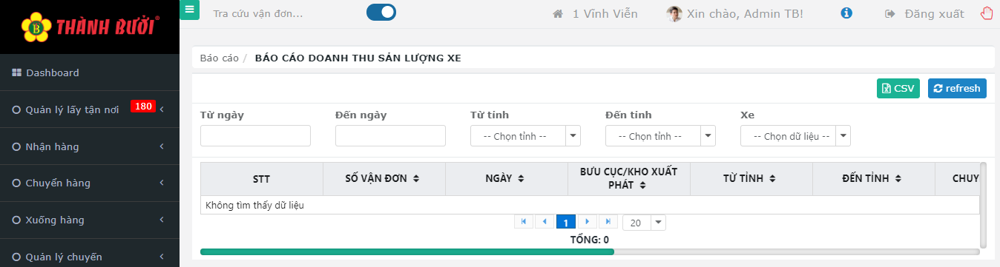 THÀNH BƯỞI®
Tra cứu vận đơn...
1 Vĩnh Viễn
Xin chào, Admin TB!
Đăng xuất
Dashboard
Quản lý lấy tận nơi 180
Nhận hàng
Chuyển hàng
Xuống hàng
Quản lý chuyến
Báo cáo / BÁO CÁO DOANH THU SẢN LƯỢNG XE
CSV refresh
Từ ngày Đến ngày Từ tỉnh Đến tỉnh Xe
-- Chọn tỉnh -- -- Chọn tỉnh -- -- Chọn dữ liệu --
STT SỐ VẬN ĐƠN NGÀY BƯU CỤC/KHO XUẤT PHÁT TỪ TỈNH ĐẾN TỈNH
Không tìm thấy dữ liệu
1 20
TỔNG: 0